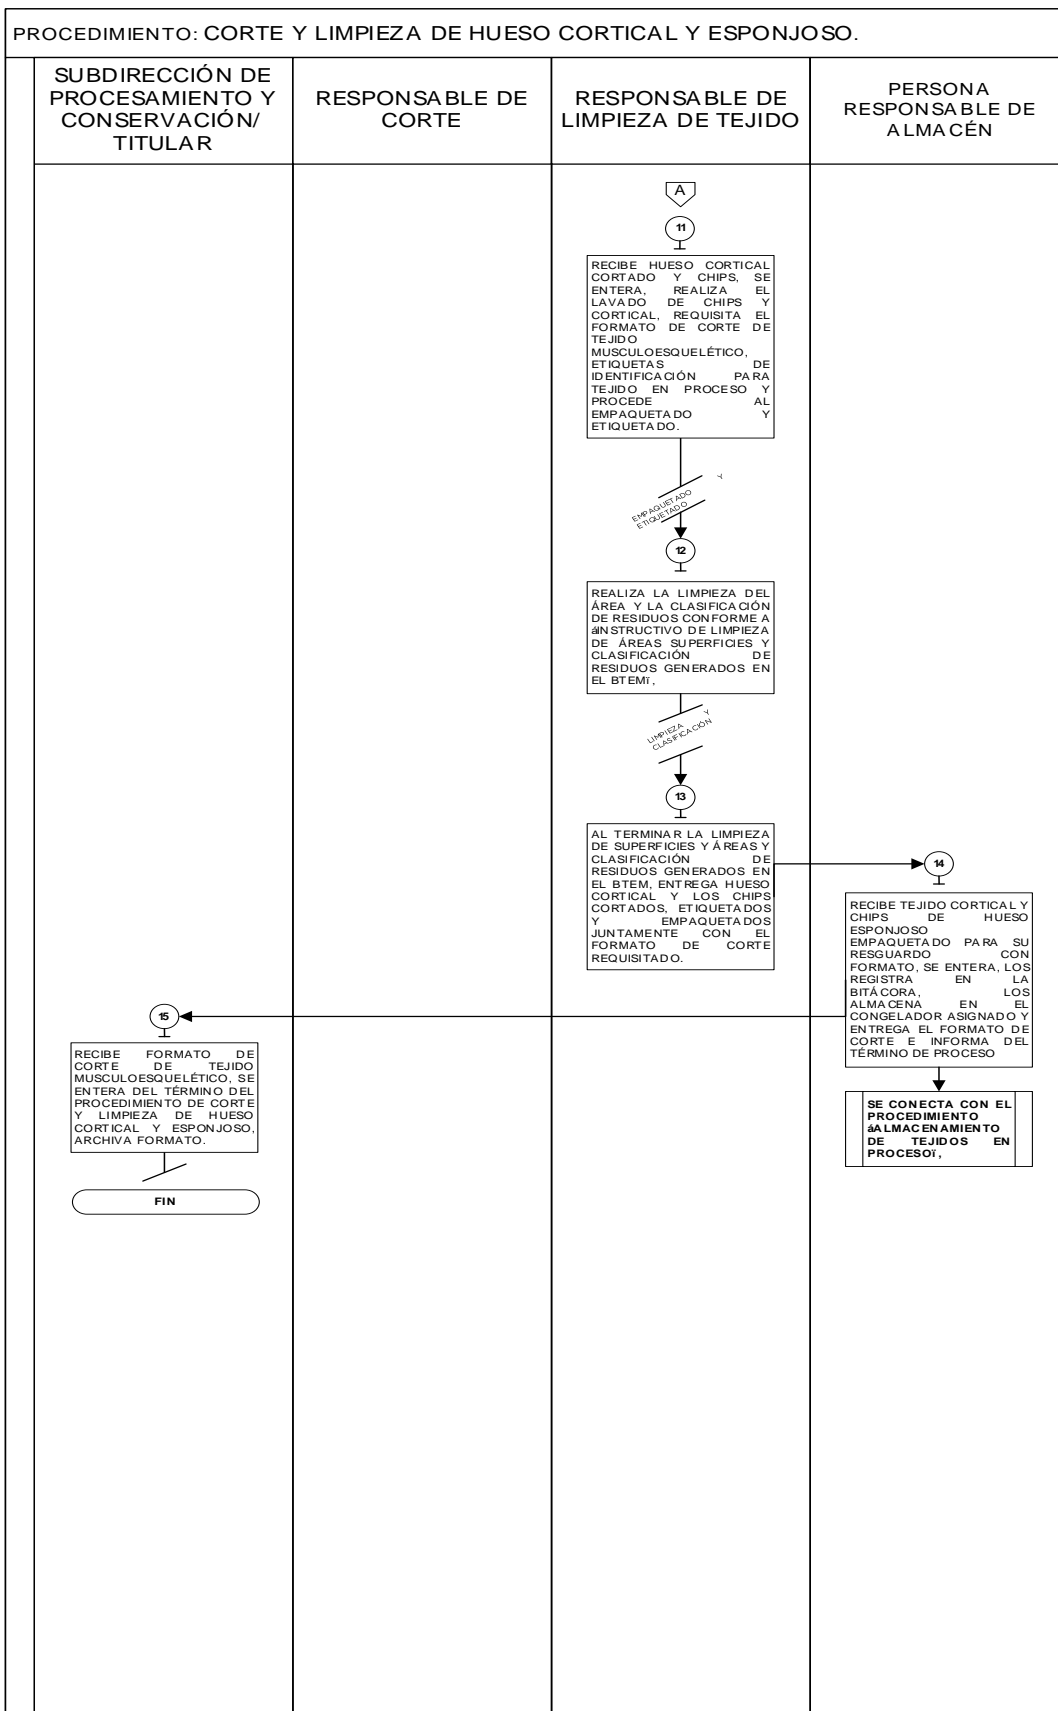 PROCEDIMIENTO: CORTE Y LIMPIEZA DE HUESO CORTICAL Y ESPONJOSO.
SUBDIRECCIÓN DE
PROCESAMIENTO Y
CONSERVACIÓN/
TITULAR
RESPONSABLE DE
CORTE
RESPONSABLE DE
LIMPIEZA DE TEJIDO
PERSONA
RESPONSABLE DE
ALMACÉN
A
11
RECIBE HUESO CORTICAL
CORTADO Y CHIPS, SE
ENTERA, REALIZA EL
LAVADO DE CHIPS Y
CORTICAL, REQUISITA EL
FORMATO DE CORTE DE
TEJIDO
MUSCULOESQUELÉTICO,
ETIQUETAS DE
IDENTIFICACIÓN PARA
TEJIDO EN PROCESO Y
PROCEDE AL
EMPAQUETADO Y
ETIQUETADO.
EMPAQUETADO Y
ETIQUETADO
12
REALIZA LA LIMPIEZA DEL
ÁREA Y LA CLASIFICACIÓN
DE RESIDUOS CONFORME A
áINSTRUCTIVO DE LIMPIEZA
DE ÁREAS SUPERFICIES Y
CLASIFICACIÓN DE
RESIDUOS GENERADOS EN
EL BTEMï,
LIMPIEZA Y
CLASIFICACIÓN
13
AL TERMINAR LA LIMPIEZA
DE SUPERFICIES Y ÁREAS Y
CLASIFICACIÓN DE
RESIDUOS GENERADOS EN
EL BTEM, ENTREGA HUESO
CORTICAL Y LOS CHIPS
CORTADOS, ETIQUETADOS
Y EMPAQUETADOS
JUNTAMENTE CON EL
FORMATO DE CORTE
REQUISITADO.
14
RECIBE TEJIDO CORTICAL Y
CHIPS DE HUESO
ESPONJOSO
EMPAQUETADO PARA SU
RESGUARDO CON
FORMATO, SE ENTERA, LOS
REGISTRA EN LA
BITÁCORA, LOS
ALMACENA EN EL
CONGELADOR ASIGNADO Y
ENTREGA EL FORMATO DE
CORTE E INFORMA DEL
TÉRMINO DE PROCESO
SE CONECTA CON EL
PROCEDIMIENTO
áALMACENAMIENTO
DE TEJIDOS EN
PROCESOï,
15
RECIBE FORMATO DE
CORTE DE TEJIDO
MUSCULOESQUELÉTICO, SE
ENTERA DEL TÉRMINO DEL
PROCEDIMIENTO DE CORTE
Y LIMPIEZA DE HUESO
CORTICAL Y ESPONJOSO,
ARCHIVA FORMATO.
FIN